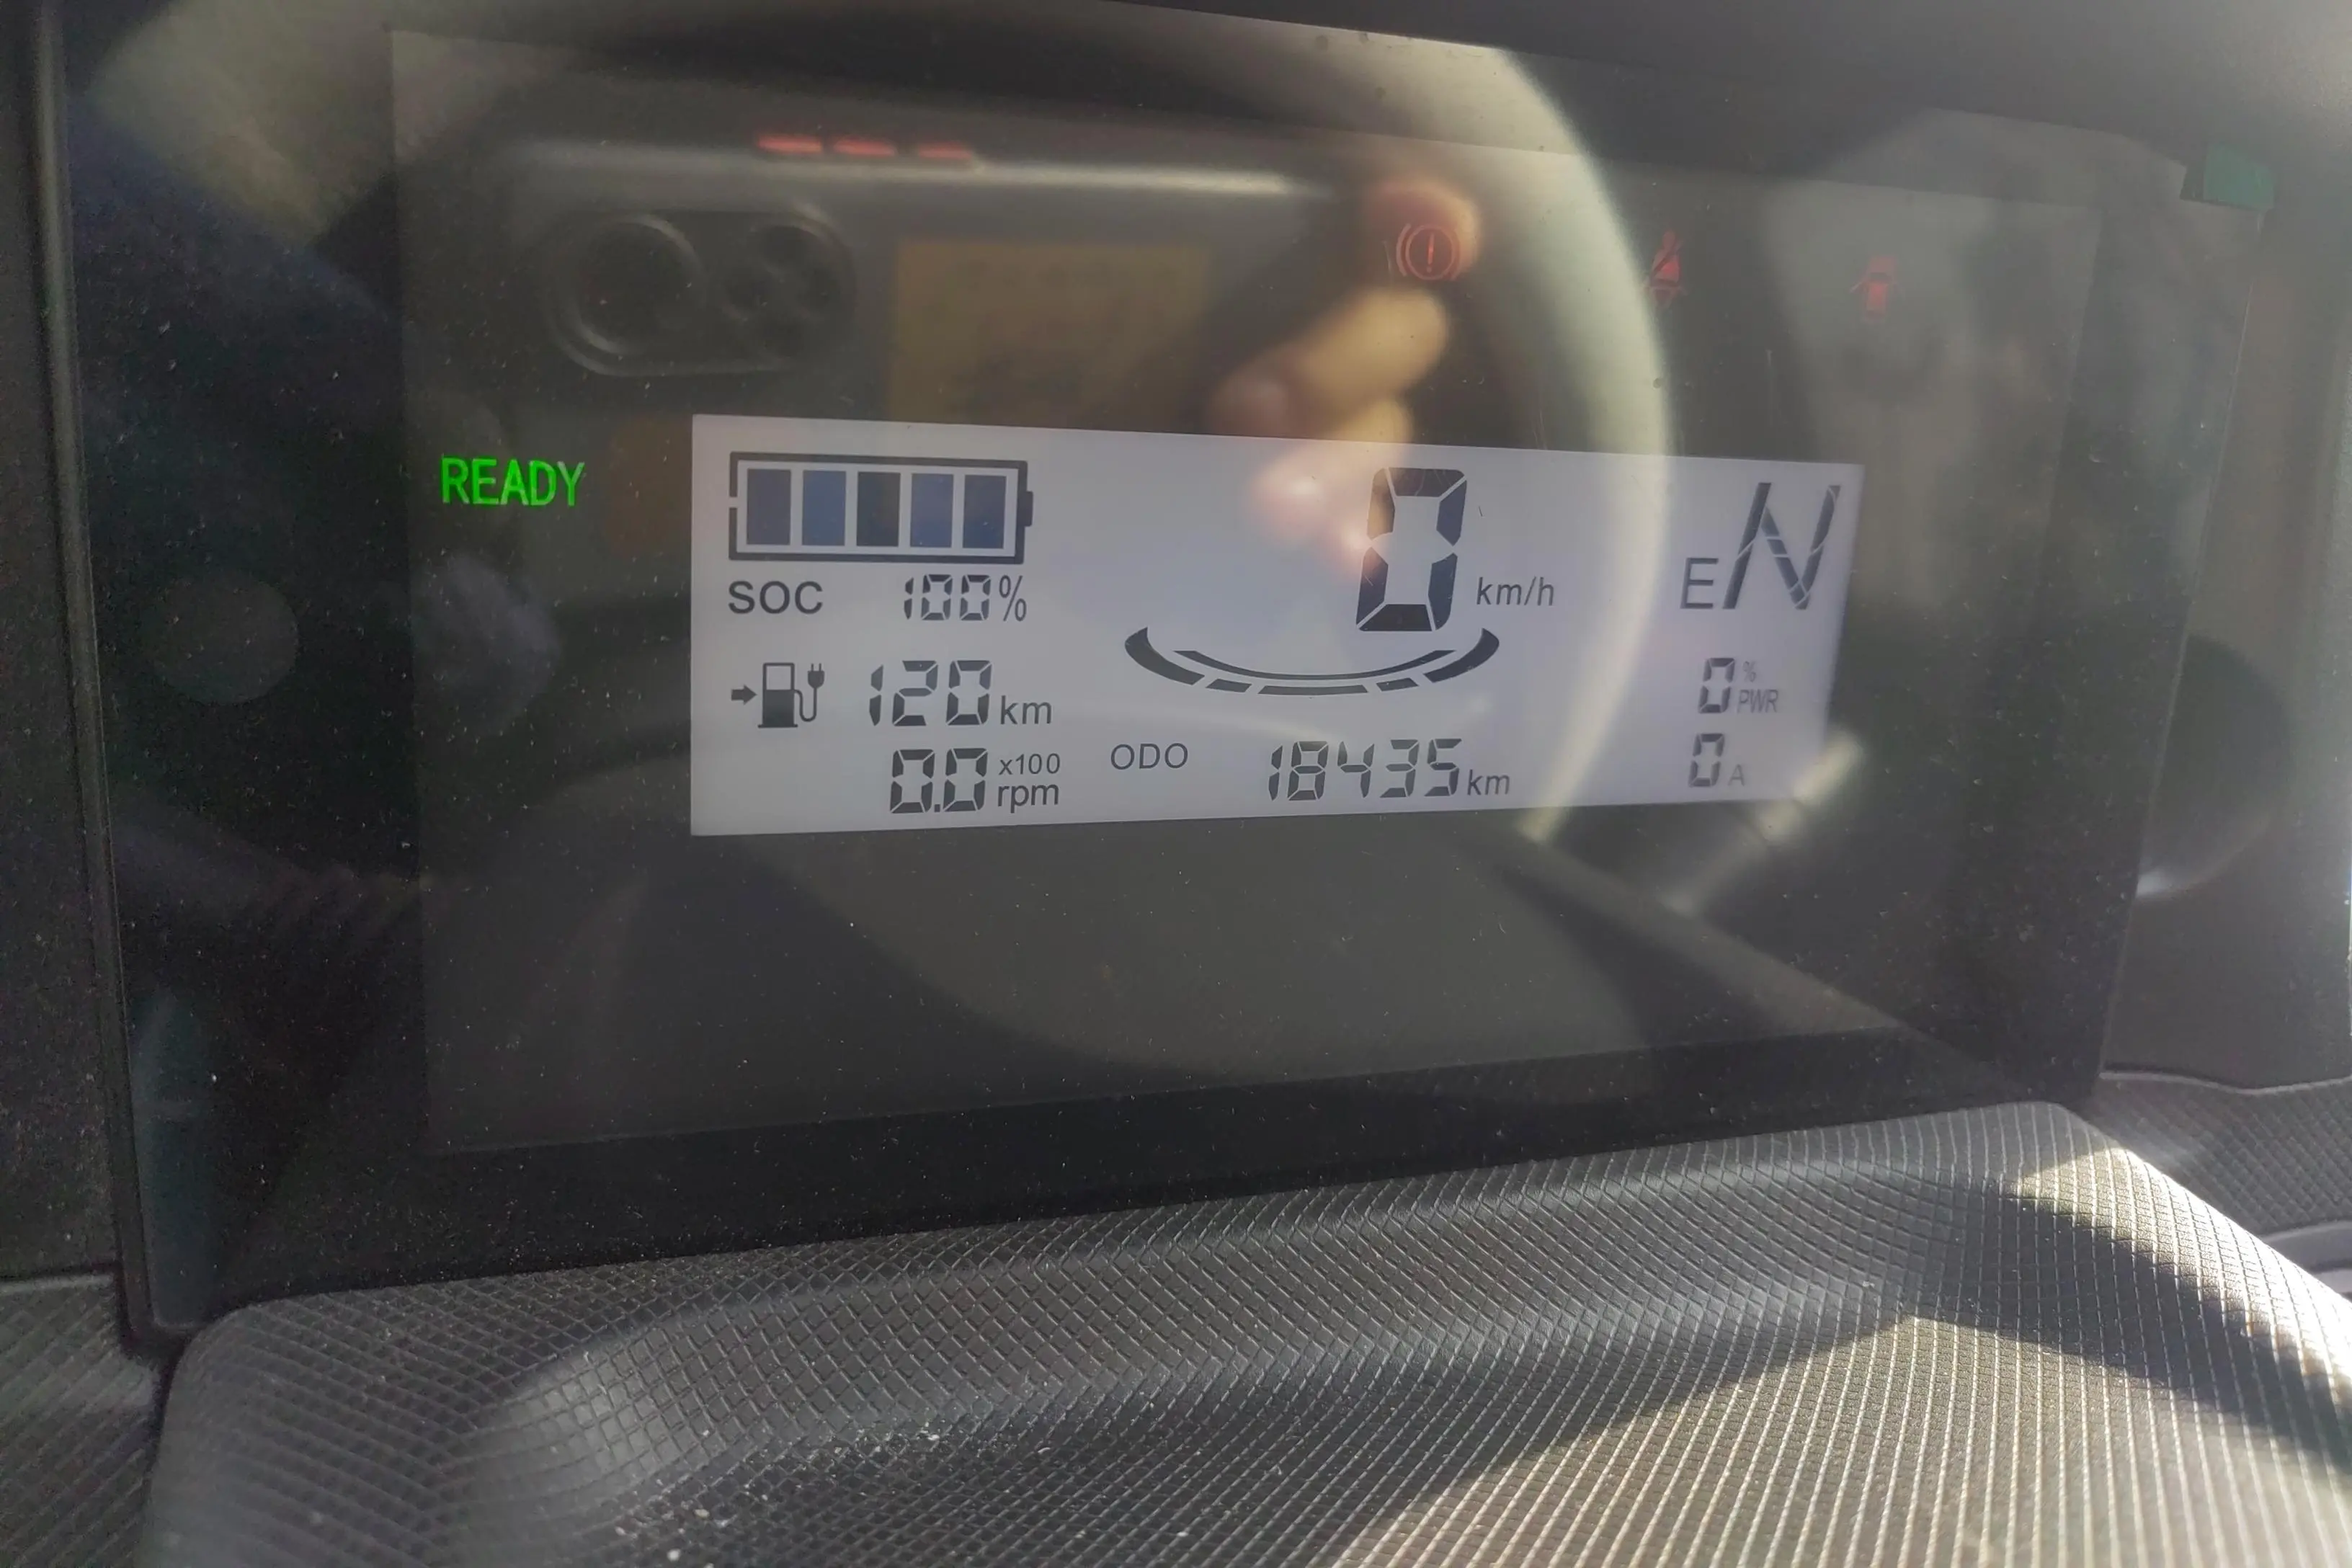 READY
SOC 100%
0 km/h
E N
120 km
0 % PWR
0.0 x100 rpm
ODO 18435 km
0 A